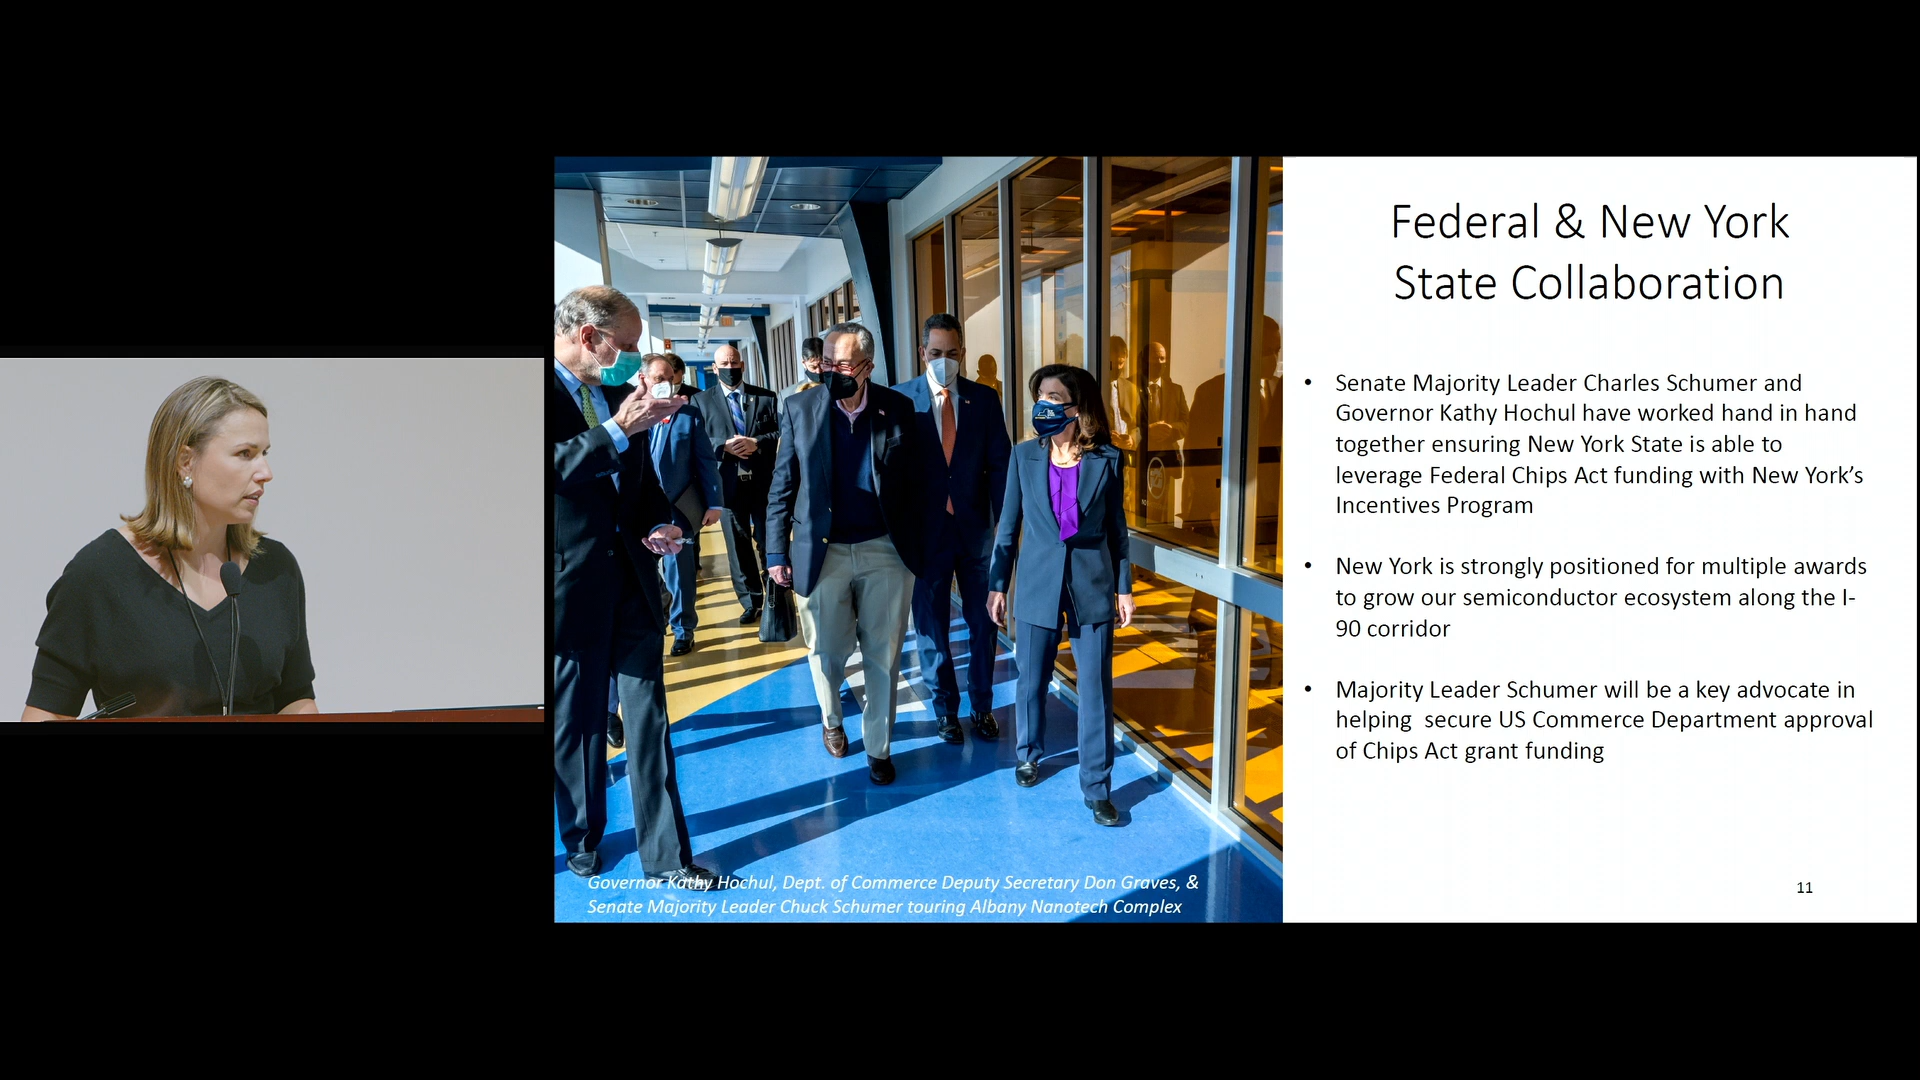 Federal & New York
State Collaboration
• Senate Majority Leader Charles Schumer and
Governor Kathy Hochul have worked hand in hand
together ensuring New York State is able to
leverage Federal Chips Act funding with New York’s
Incentives Program
• New York is strongly positioned for multiple awards
to grow our semiconductor ecosystem along the I-
90 corridor
• Majority Leader Schumer will be a key advocate in
helping  secure US Commerce Department approval
of Chips Act grant funding
Governor Kathy Hochul, Dept. of Commerce Deputy Secretary Don Graves, &
Senate Majority Leader Chuck Schumer touring Albany Nanotech Complex
11